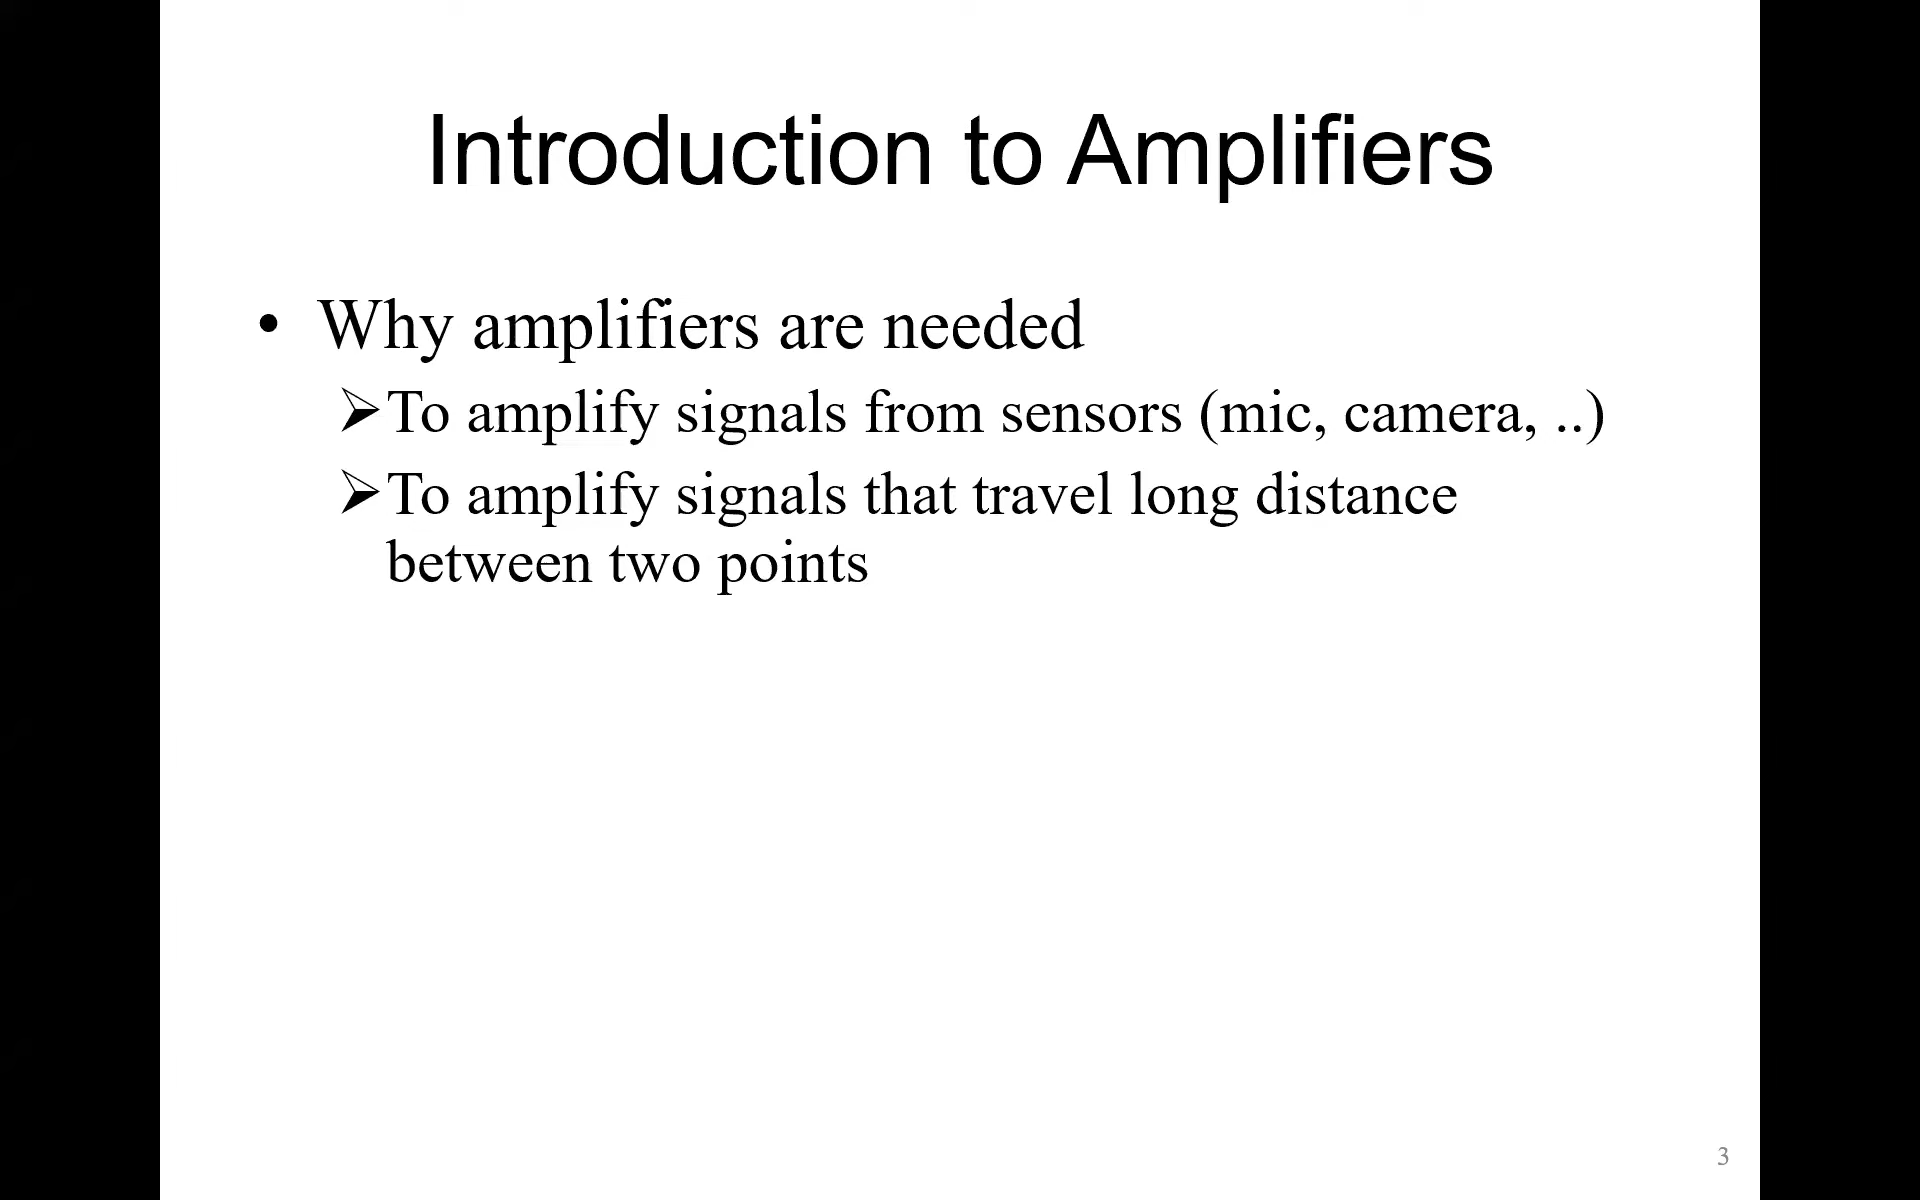 Introduction to Amplifiers
• Why amplifiers are needed
➢To amplify signals from sensors (mic, camera, ..)
➢To amplify signals that travel long distance
between two points
3